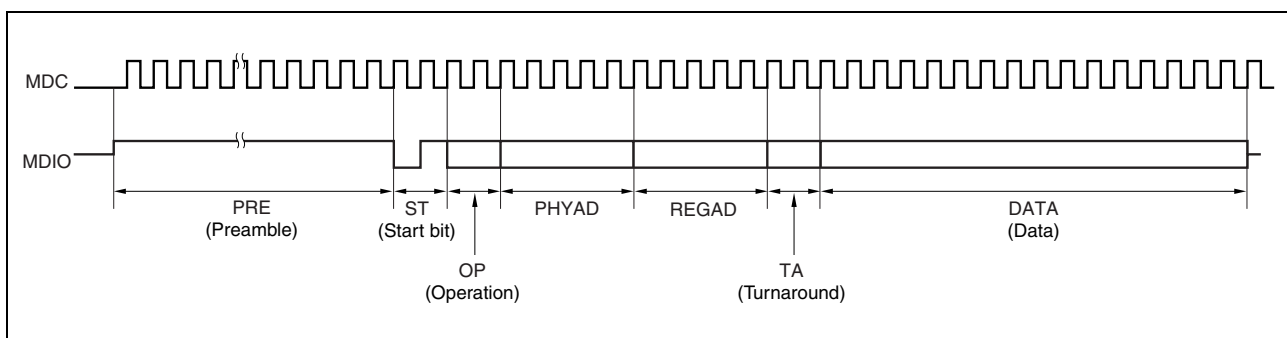 MDC
MDIO
PRE
(Preamble)
ST
(Start bit)
OP
(Operation)
PHYAD
REGAD
TA
(Turnaround)
DATA
(Data)